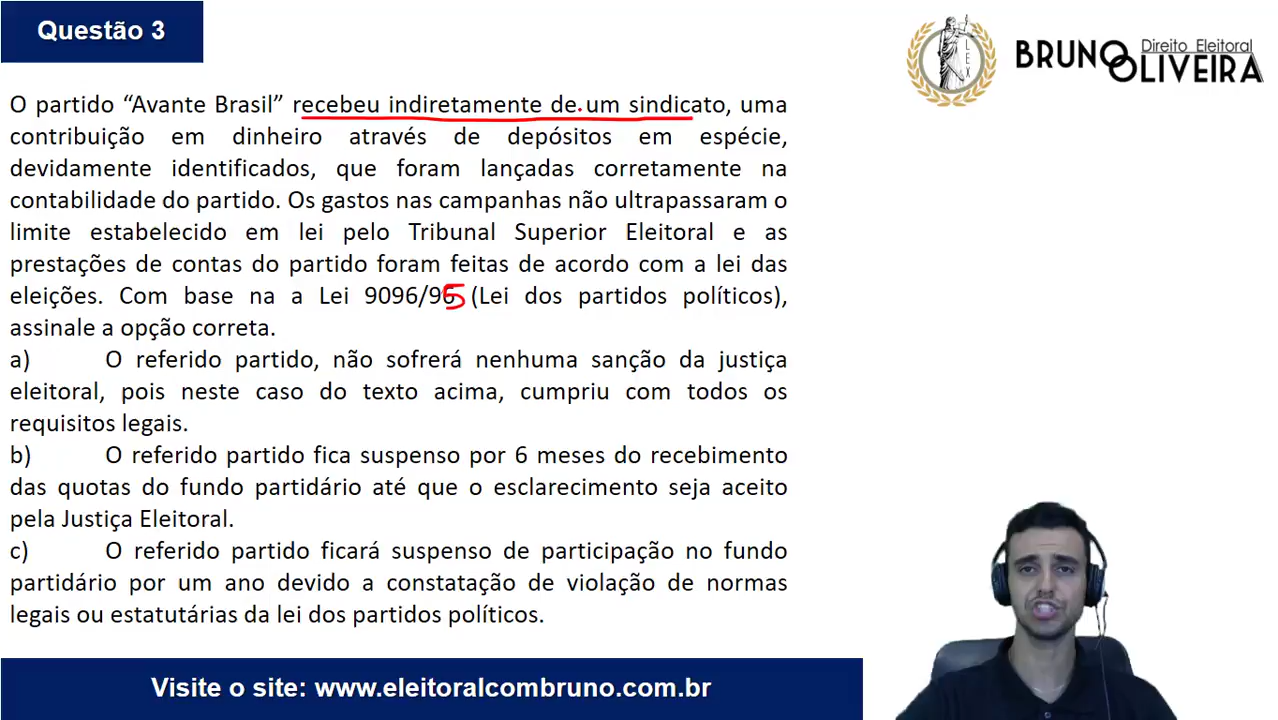 Questão 3
BRUNO OLIVEIRA
Direito Eleitoral
LEX
O partido “Avante Brasil” recebeu indiretamente de um sindicato, uma
contribuição em dinheiro através de depósitos em espécie,
devidamente identificados, que foram lançadas corretamente na
contabilidade do partido. Os gastos nas campanhas não ultrapassaram o
limite estabelecido em lei pelo Tribunal Superior Eleitoral e as
prestações de contas do partido foram feitas de acordo com a lei das
eleições. Com base na a Lei 9096/95 (Lei dos partidos políticos),
assinale a opção correta.
a) O referido partido, não sofrerá nenhuma sanção da justiça
eleitoral, pois neste caso do texto acima, cumpriu com todos os
requisitos legais.
b) O referido partido fica suspenso por 6 meses do recebimento
das quotas do fundo partidário até que o esclarecimento seja aceito
pela Justiça Eleitoral.
c) O referido partido ficará suspenso de participação no fundo
partidário por um ano devido a constatação de violação de normas
legais ou estatutárias da lei dos partidos políticos.
Visite o site: www.eleitoralcombruno.com.br